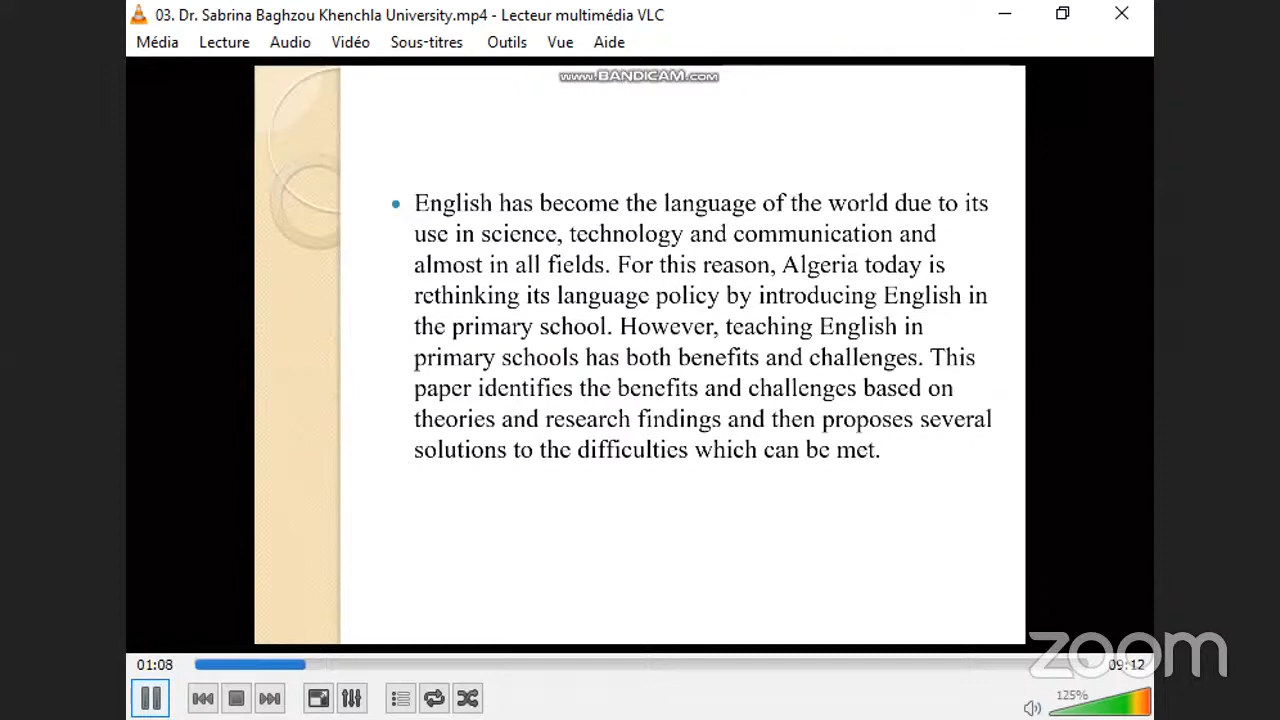 03. Dr. Sabrina Baghzou Khenchla University.mp4 - Lecteur multimédia VLC
Média Lecture Audio Vidéo Sous-titres Outils Vue Aide
www.BANDICAM.com
• English has become the language of the world due to its
use in science, technology and communication and
almost in all fields. For this reason, Algeria today is
rethinking its language policy by introducing English in
the primary school. However, teaching English in
primary schools has both benefits and challenges. This
paper identifies the benefits and challenges based on
theories and research findings and then proposes several
solutions to the difficulties which can be met.
zoom
01:08 09:12
125%